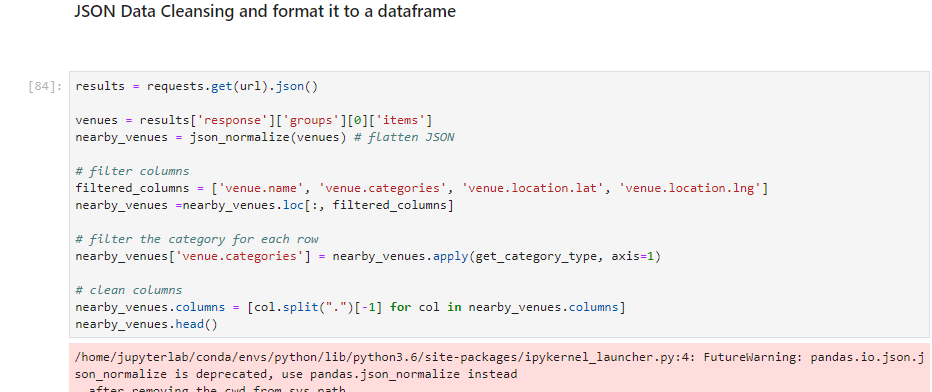 JSON Data Cleansing and format it to a dataframe
[84]: results = requests.get(url).json()
venues = results['response']['groups'][0]['items']
nearby_venues = json_normalize(venues) # flatten JSON
# filter columns
filtered_columns = ['venue.name', 'venue.categories', 'venue.location.lat', 'venue.location.lng']
nearby_venues =nearby_venues.loc[:, filtered_columns]
# filter the category for each row
nearby_venues['venue.categories'] = nearby_venues.apply(get_category_type, axis=1)
# clean columns
nearby_venues.columns = [col.split(".")[-1] for col in nearby_venues.columns]
nearby_venues.head()
/home/jupyterlab/conda/envs/python/lib/python3.6/site-packages/ipykernel_launcher.py:4: FutureWarning: pandas.io.json.j
son_normalize is deprecated, use pandas.json_normalize instead
after removing the cwd from sys.path.